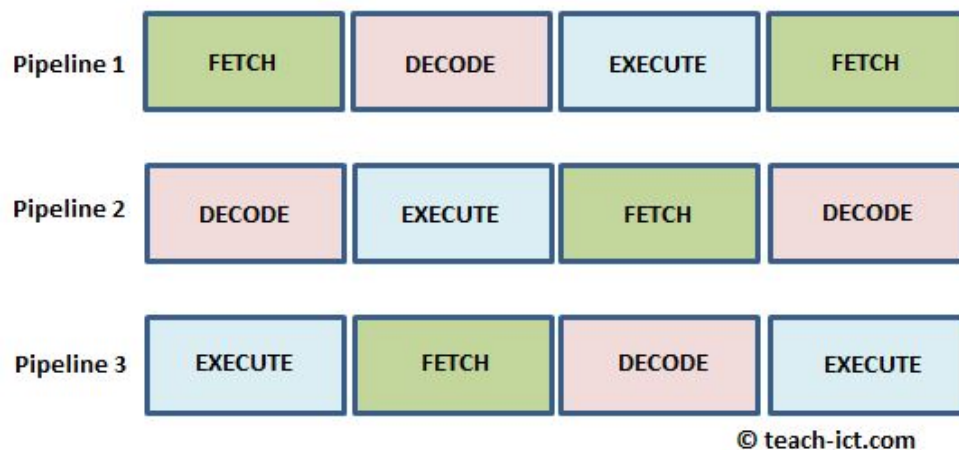 Pipeline 1 FETCH DECODE EXECUTE FETCH
Pipeline 2 DECODE EXECUTE FETCH DECODE
Pipeline 3 EXECUTE FETCH DECODE EXECUTE
© teach-ict.com